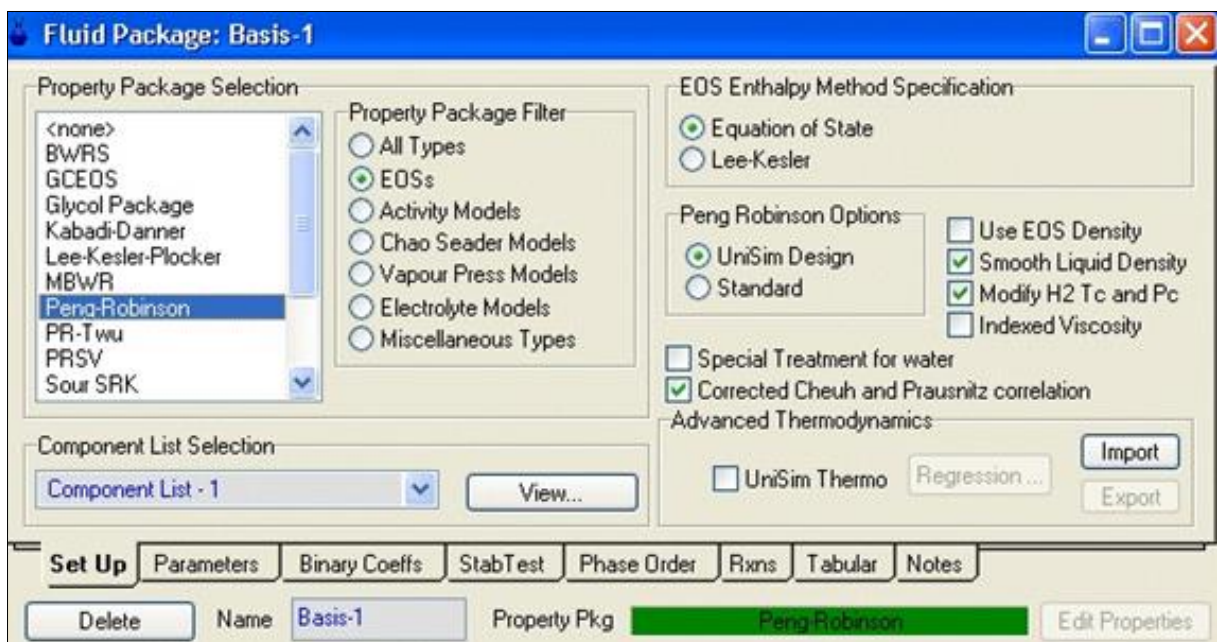 Fluid Package: Basis-1
Property Package Selection
<none>
BWRS
GCEOS
Glycol Package
Kabadi-Danner
Lee-Kesler-Plocker
MBWR
Peng-Robinson
PR-Twu
PRSV
Sour SRK
Property Package Filter
All Types
EOSs
Activity Models
Chao Seader Models
Vapour Press Models
Electrolyte Models
Miscellaneous Types
EOS Enthalpy Method Specification
Equation of State
Lee-Kesler
Peng Robinson Options
UniSim Design
Standard
Use EOS Density
Smooth Liquid Density
Modify H2 Tc and Pc
Indexed Viscosity
Special Treatment for water
Corrected Cheuh and Prausnitz correlation
Component List Selection
Component List - 1
View...
Advanced Thermodynamics
UniSim Thermo
Regression ...
Import
Export
Set Up Parameters Binary Coeffs StabTest Phase Order Rxns Tabular Notes
Delete Name Basis-1 Property Pkg Peng-Robinson Edit Properties